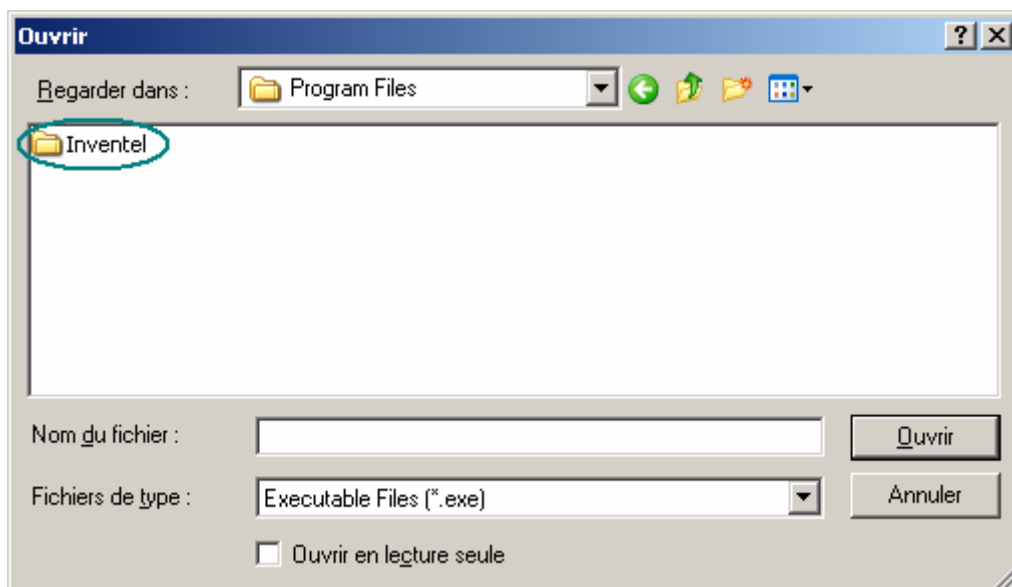 Ouvrir
Regarder dans : Program Files
Inventel
Nom du fichier : Ouvrir
Fichiers de type : Executable Files (*.exe) Annuler
Ouvrir en lecture seule